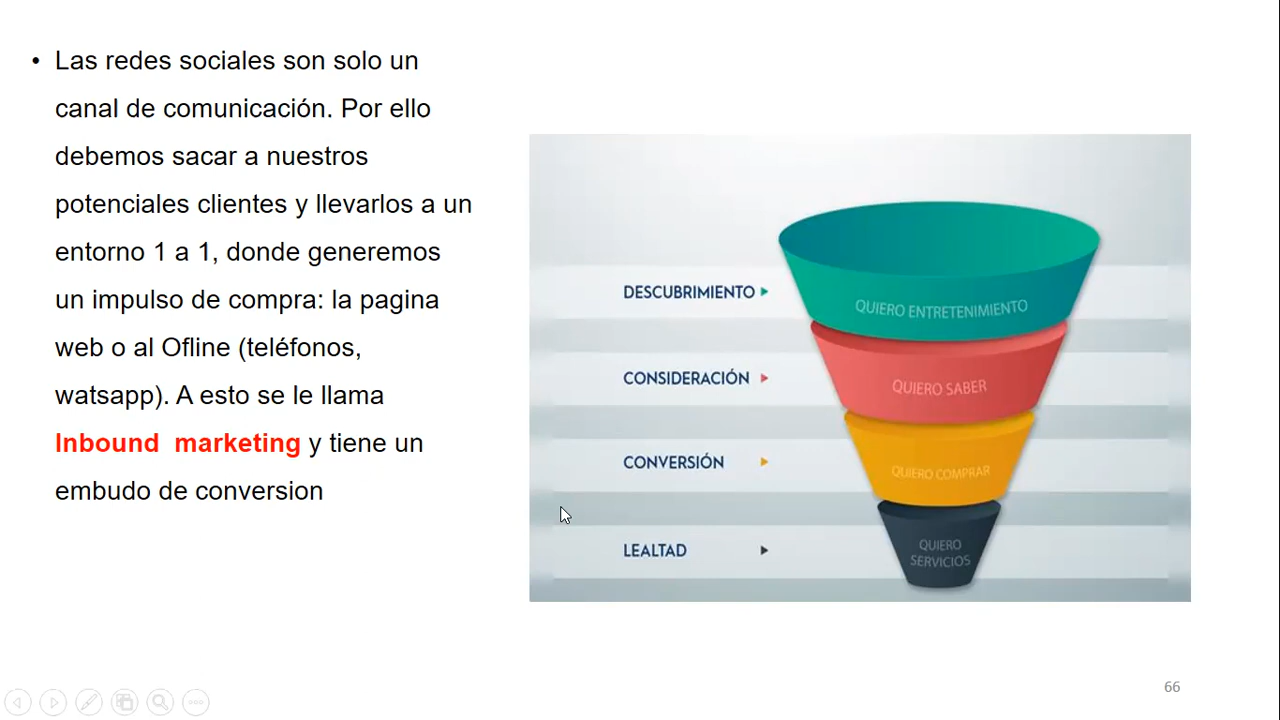 • Las redes sociales son solo un
canal de comunicación. Por ello
debemos sacar a nuestros
potenciales clientes y llevarlos a un
entorno 1 a 1, donde generemos
un impulso de compra: la pagina
web o al Ofline (teléfonos,
watsapp). A esto se le llama
Inbound marketing y tiene un
embudo de conversion
DESCUBRIMIENTO
QUIERO ENTRETENIMIENTO
CONSIDERACIÓN
QUIERO SABER
CONVERSIÓN
QUIERO COMPRAR
LEALTAD
QUIERO
SERVICIOS
66